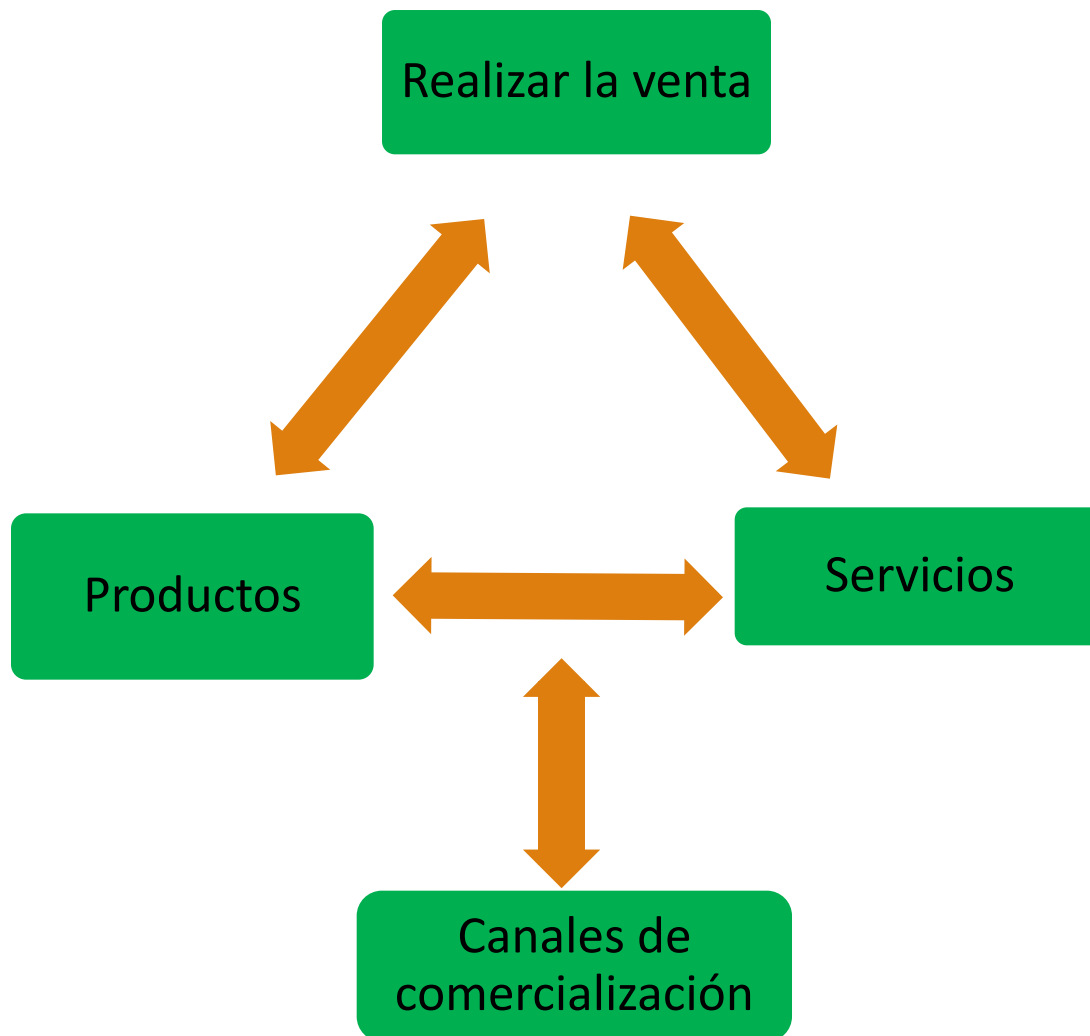 Realizar la venta
Productos
Servicios
Canales de
comercialización